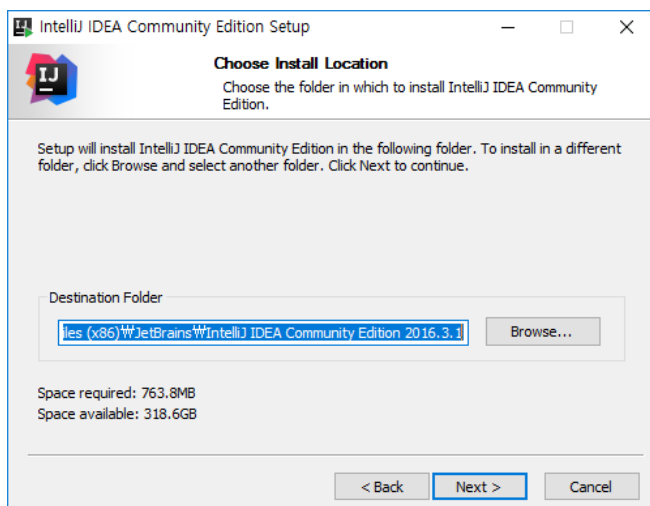 IntelliJ IDEA Community Edition Setup
IJ
Choose Install Location
Choose the folder in which to install IntelliJ IDEA Community
Edition.
Setup will install IntelliJ IDEA Community Edition in the following folder. To install in a different
folder, click Browse and select another folder. Click Next to continue.
Destination Folder
iles (x86)₩JetBrains₩IntelliJ IDEA Community Edition 2016.3.1
Browse...
Space required: 763.8MB
Space available: 318.6GB
< Back
Next >
Cancel